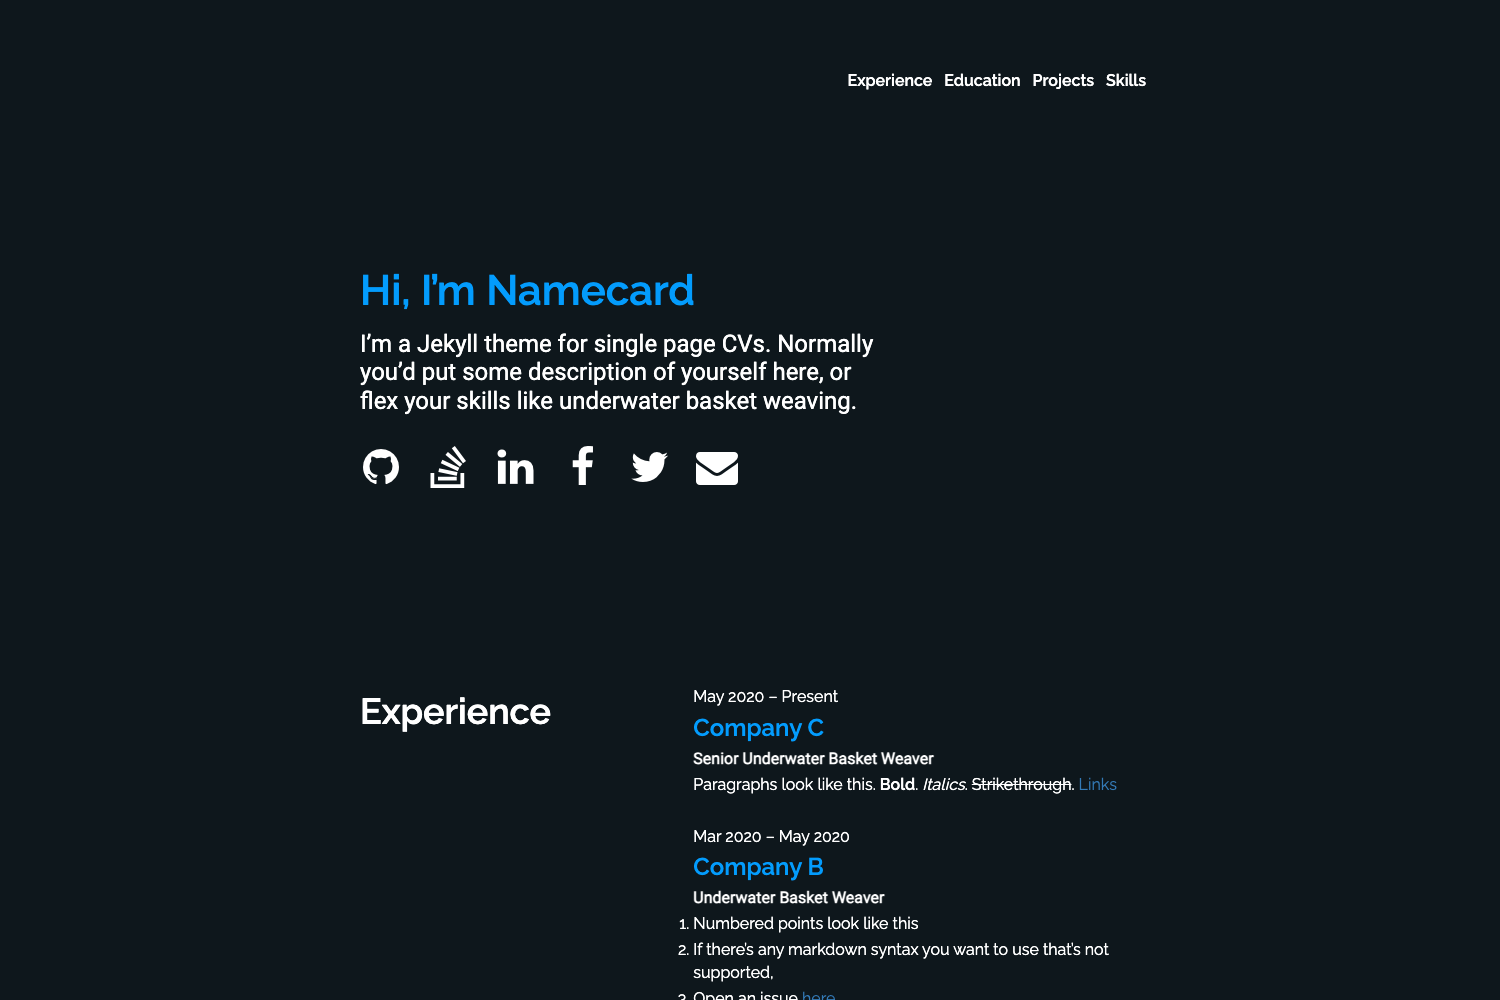 Experience Education Projects Skills
Hi, I’m Namecard
I’m a Jekyll theme for single page CVs. Normally
you’d put some description of yourself here, or
flex your skills like underwater basket weaving.
Experience
May 2020 – Present
Company C
Senior Underwater Basket Weaver
Paragraphs look like this. Bold. Italics. Strikethrough. Links
Mar 2020 – May 2020
Company B
Underwater Basket Weaver
1. Numbered points look like this
2. If there’s any markdown syntax you want to use that’s not
supported,
3. Open an issue here